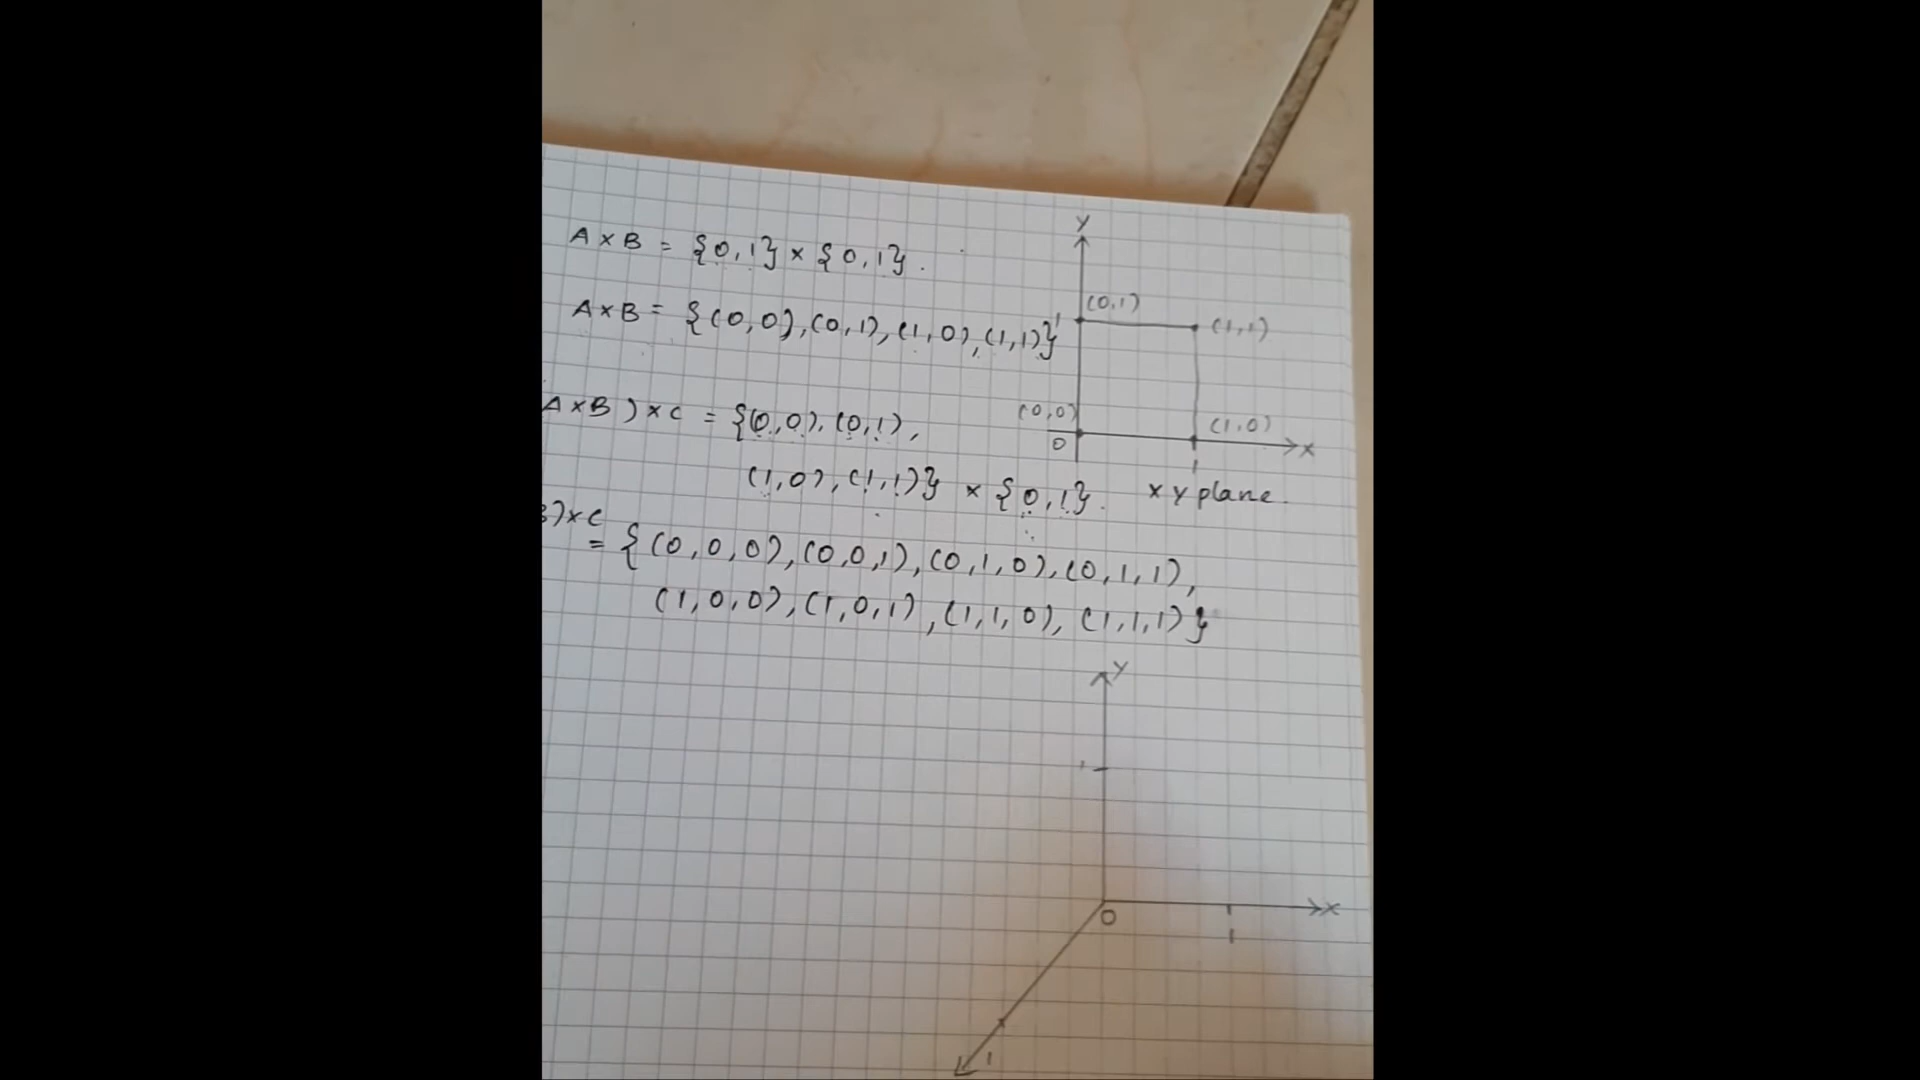 A × B = {0,1} × {0,1}.
A × B = {(0,0),(0,1),(1,0),(1,1)}
A × B) × C = {(0,0),(0,1),
(1,0),(1,1)} × {0,1}.
) × C
= {(0,0,0),(0,0,1),(0,1,0),(0,1,1),
(1,0,0),(1,0,1),(1,1,0),(1,1,1)}
Y
1
(0,1)
(1,1)
(0,0)
(1,0)
0
X
1
x y plane.
Y
1
0
X
1
1